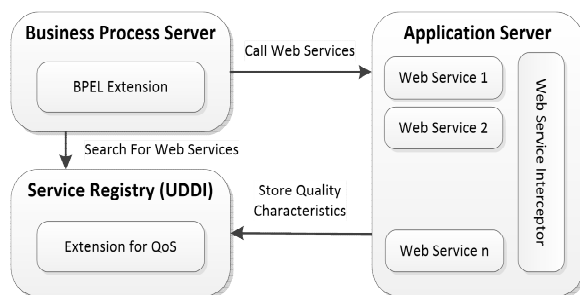 Business Process Server
BPEL Extension
Call Web Services
Application Server
Web Service 1
Web Service 2
Web Service n
Web Service Interceptor
Search For Web Services
Service Registry (UDDI)
Extension for QoS
Store Quality
Characteristics